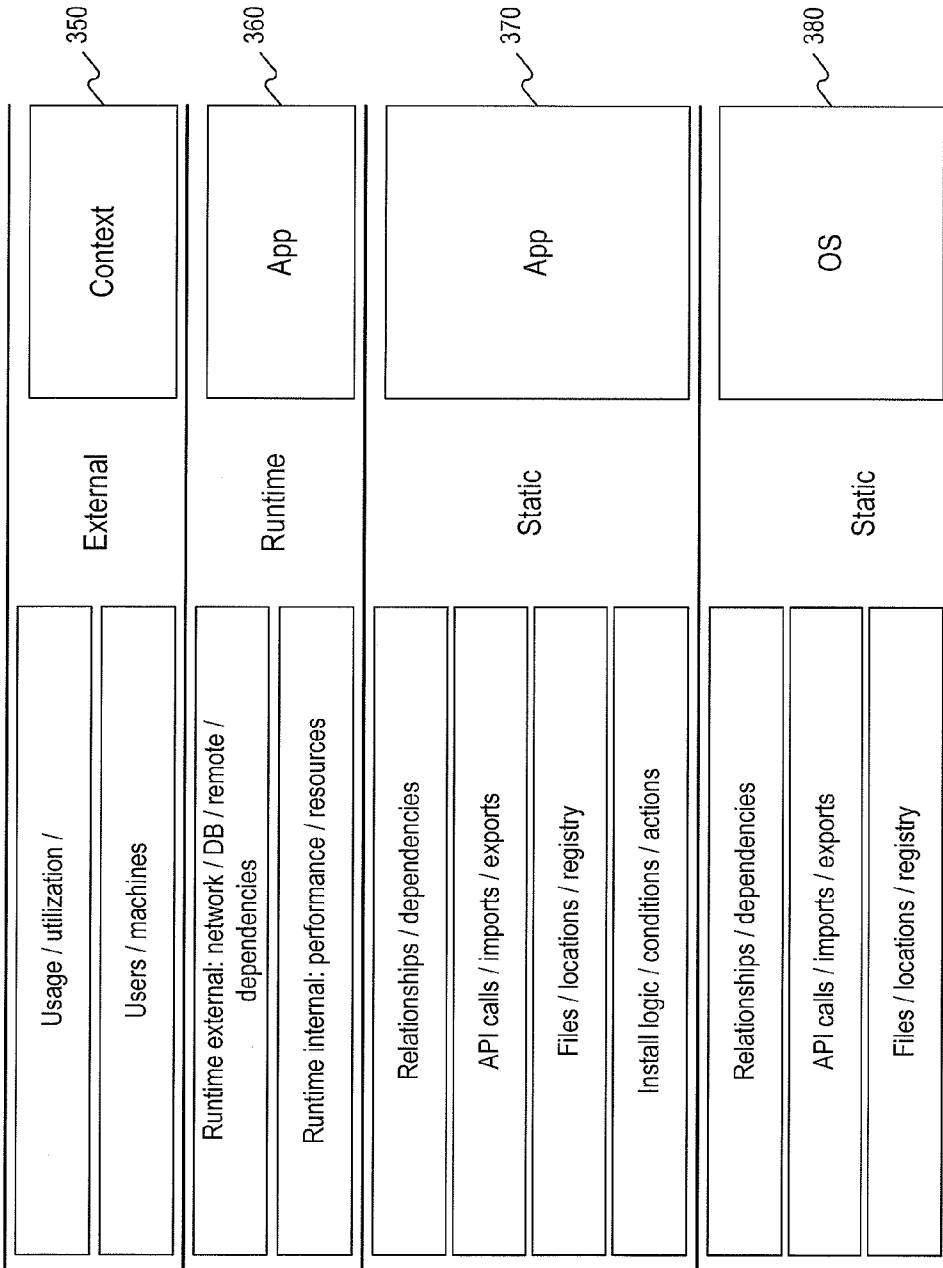 Usage / utilization /
Users / machines
External
Context
350
Runtime external: network / DB / remote /
dependencies
Runtime internal: performance / resources
Runtime
App
360
Relationships / dependencies
API calls / imports / exports
Files / locations / registry
Install logic / conditions / actions
Static
App
370
Relationships / dependencies
API calls / imports / exports
Files / locations / registry
Static
OS
380